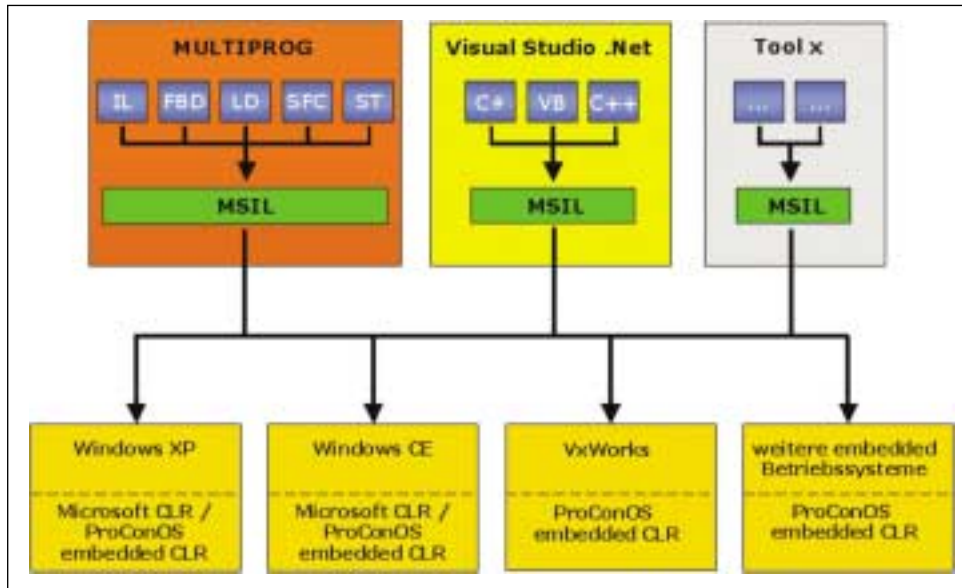 MULTIPROG
IL FBD LD SFC ST
MSIL
Visual Studio .Net
C# VB C++
MSIL
Tool x
... ...
MSIL
Windows XP
Microsoft CLR /
ProConOS
embedded CLR
Windows CE
Microsoft CLR /
ProConOS
embedded CLR
VxWorks
ProConOS
embedded CLR
weitere embedded
Betriebssysteme
ProConOS
embedded CLR